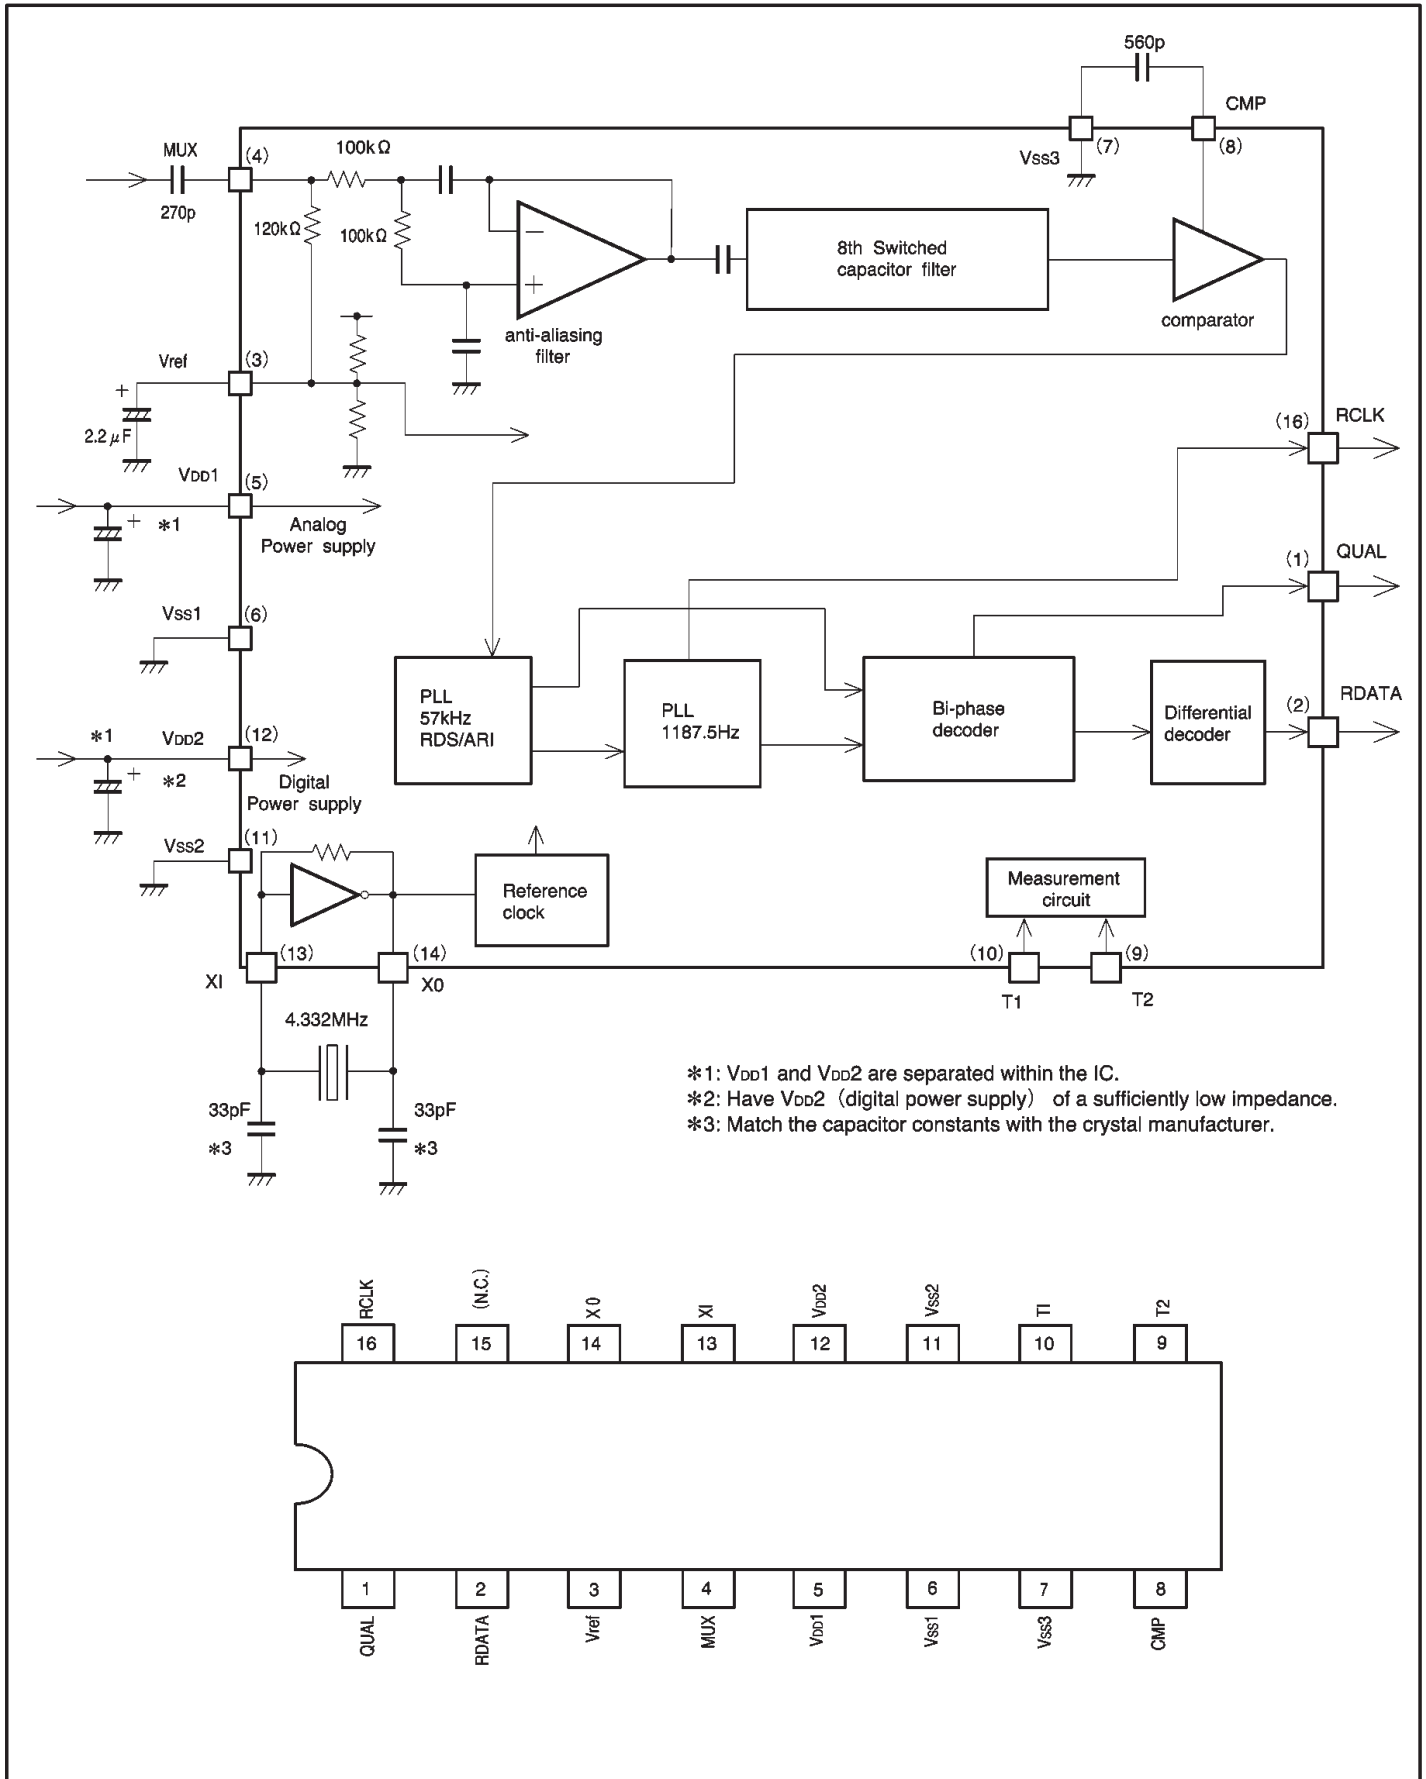 560p
CMP
MUX
(4)
100kΩ
Vss3
(7)
(8)
270p
120kΩ
100kΩ
−
+
8th Switched
capacitor filter
comparator
anti-aliasing
filter
Vref
(3)
+
2.2μF
(16)
RCLK
VDD1
(5)
+
*1
Analog
Power supply
(1)
QUAL
Vss1
(6)
PLL
57kHz
RDS/ARI
PLL
1187.5Hz
Bi-phase
decoder
Differential
decoder
(2)
RDATA
*1
VDD2
(12)
+
*2
Digital
Power supply
Vss2
(11)
Reference
clock
Measurement
circuit
XI
(13)
(14)
X0
(10)
T1
(9)
T2
4.332MHz
33pF
*3
33pF
*3
*1: VDD1 and VDD2 are separated within the IC.
*2: Have VDD2 (digital power supply) of a sufficiently low impedance.
*3: Match the capacitor constants with the crystal manufacturer.
RCLK
(N.C.)
X0
XI
VDD2
Vss2
TI
T2
16
15
14
13
12
11
10
9
1
2
3
4
5
6
7
8
QUAL
RDATA
Vref
MUX
VDD1
Vss1
Vss3
CMP